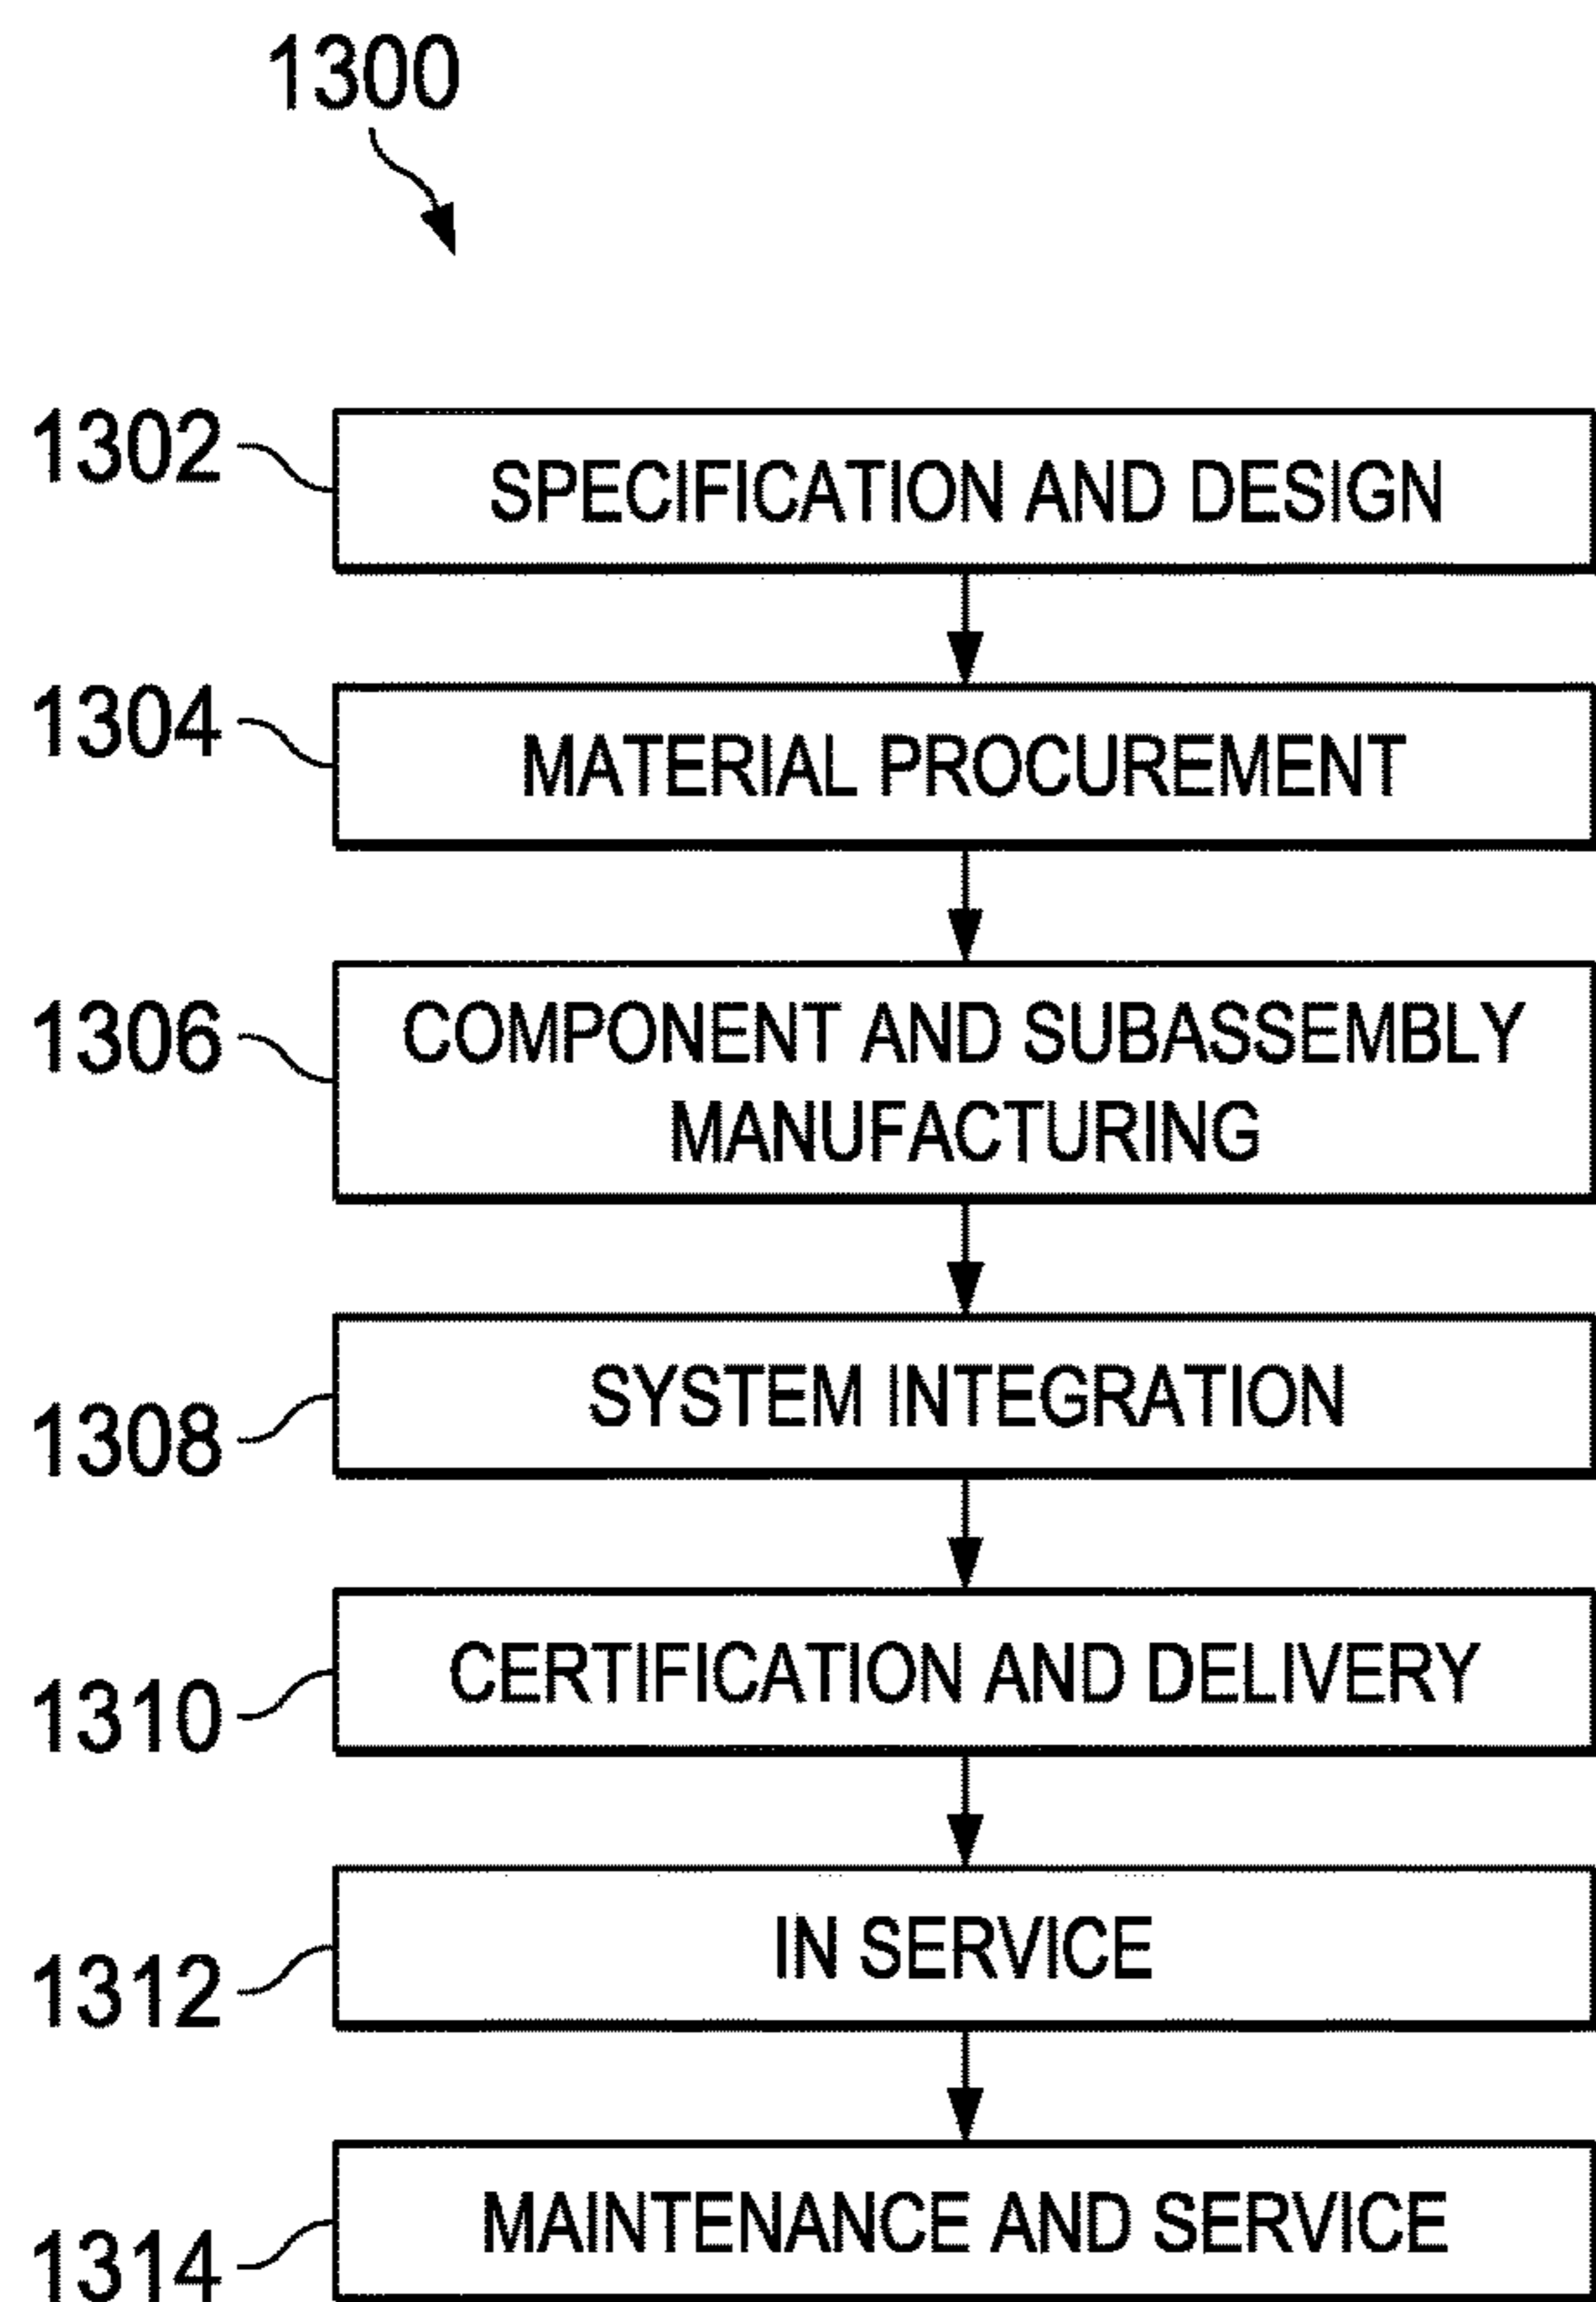 1300
1302 SPECIFICATION AND DESIGN
1304 MATERIAL PROCUREMENT
1306 COMPONENT AND SUBASSEMBLY
MANUFACTURING
1308 SYSTEM INTEGRATION
1310 CERTIFICATION AND DELIVERY
1312 IN SERVICE
1314 MAINTENANCE AND SERVICE